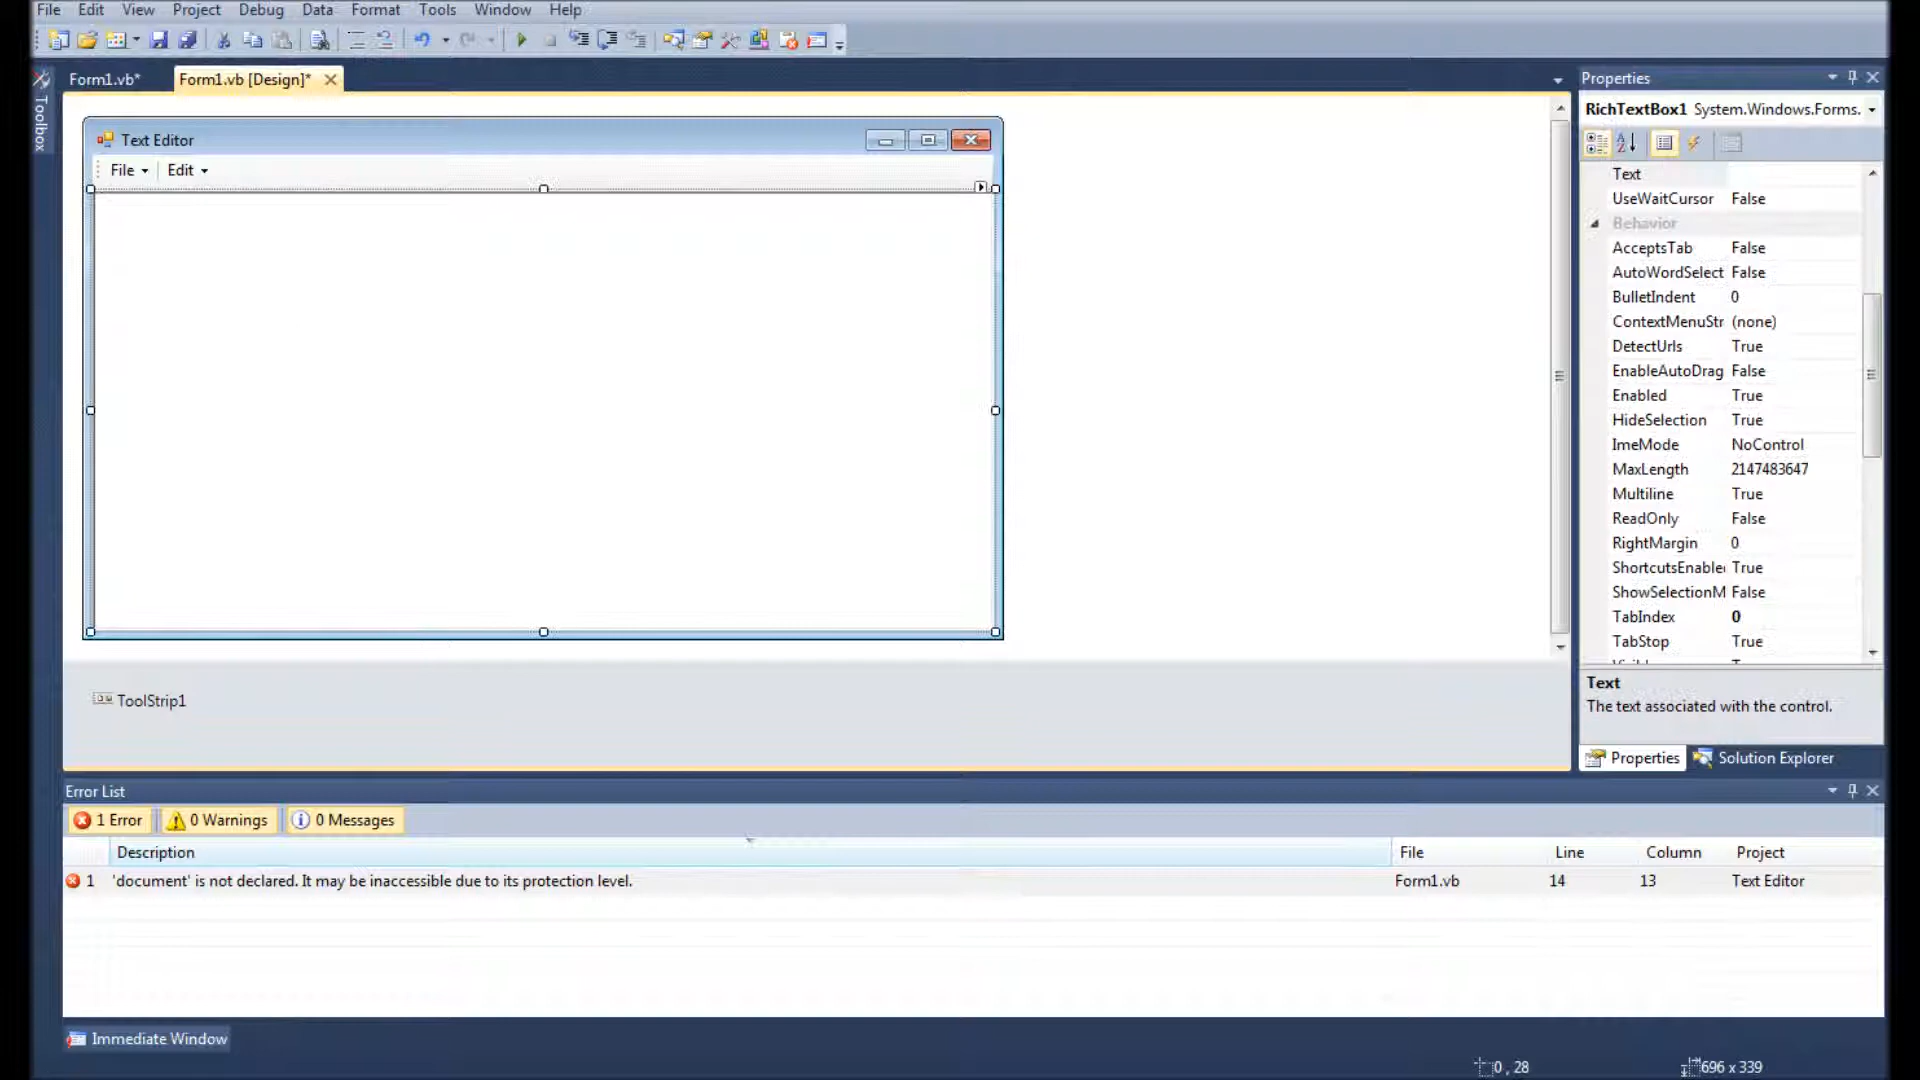 File Edit View Project Debug Data Format Tools Window Help
Toolbox
Form1.vb* Form1.vb [Design]*
Text Editor
File Edit
ToolStrip1
Properties
RichTextBox1 System.Windows.Forms.
Text
UseWaitCursor False
Behavior
AcceptsTab False
AutoWordSelect False
BulletIndent 0
ContextMenuStr (none)
DetectUrls True
EnableAutoDrag False
Enabled True
HideSelection True
ImeMode NoControl
MaxLength 2147483647
Multiline True
ReadOnly False
RightMargin 0
ShortcutsEnable True
ShowSelectionM False
TabIndex 0
TabStop True
Text
The text associated with the control.
Properties Solution Explorer
Error List
1 Error 0 Warnings 0 Messages
Description File Line Column Project
1 'document' is not declared. It may be inaccessible due to its protection level. Form1.vb 14 13 Text Editor
Immediate Window
0 , 28 696 x 339